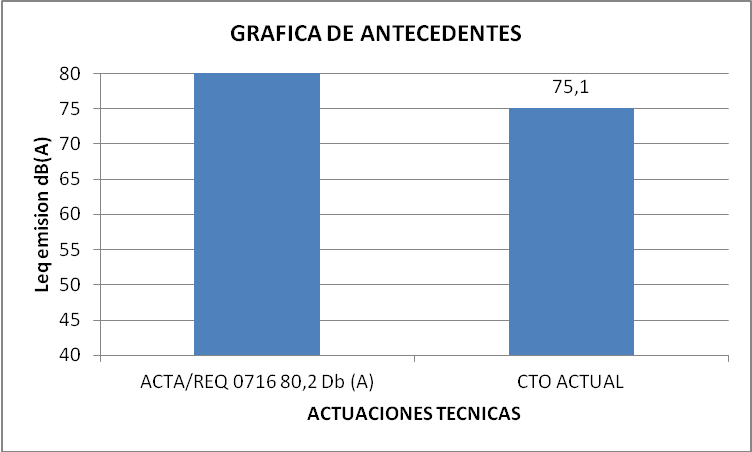 GRAFICA DE ANTECEDENTES
Leq emision dB(A)
80
75
70
65
60
55
50
45
40
75,1
ACTA/REQ 0716 80,2 Db (A)
CTO ACTUAL
ACTUACIONES TECNICAS